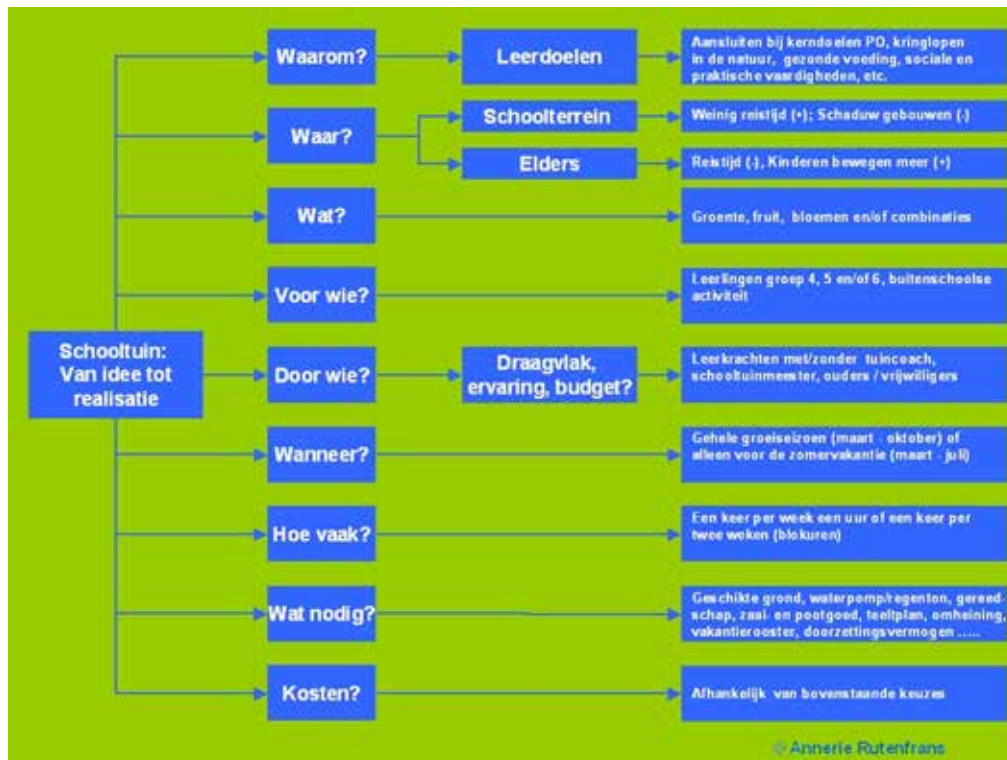 Schooltuin:
Van idee tot
realisatie
Waarom?
Leerdoelen
Aansluiten bij kerndoelen PO, kringlopen
in de natuur, gezonde voeding, sociale en
praktische vaardigheden, etc.
Waar?
Schoolterrein
Weinig reistijd (+); Schaduw gebouwen (-)
Elders
Reistijd (-), Kinderen bewegen meer (+)
Wat?
Groente, fruit, bloemen en/of combinaties
Voor wie?
Leerlingen groep 4, 5 en/of 6, buitenschoolse
activiteit
Door wie?
Draagvlak,
ervaring, budget?
Leerkrachten met/zonder tuincoach,
schooltuinmeester, ouders / vrijwilligers
Wanneer?
Gehele groeiseizoen (maart - oktober) of
alleen voor de zomervakantie (maart - juli)
Hoe vaak?
Een keer per week een uur of een keer per
twee weken (blokuren)
Wat nodig?
Geschikte grond, waterpomp/regenton, gereed-
schap, zaai- en pootgoed, teeltplan, omheining,
vakantierooster, doorzettingsvermogen .....
Kosten?
Afhankelijk van bovenstaande keuzes
© Annerie Rutenfrans